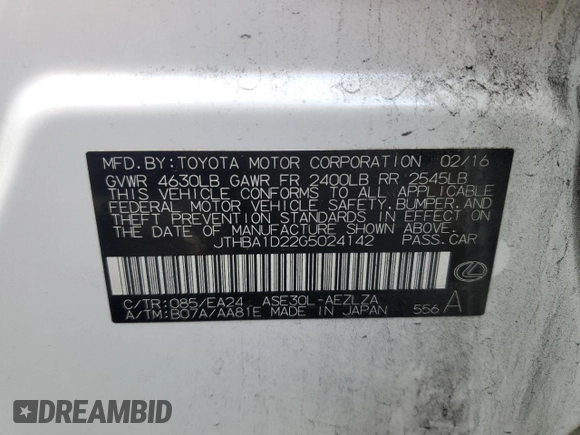 MFD.BY:TOYOTA MOTOR CORPORATION 02/16
GVWR 4630LB GAWR FR 2400LB RR 2545LB
THIS VEHICLE CONFORMS TO ALL APPLICABLE
FEDERAL MOTOR VEHICLE SAFETY,BUMPER,AND
THEFT PREVENTION STANDARDS IN EFFECT ON
THE DATE OF MANUFACTURE SHOWN ABOVE.
JTHBA1D22G5024142 PASS.CAR
C/TR:085/EA24 ASE30L-AEZLZA
A/TM:B07A/AA81E MADE IN JAPAN 556 A
DREAMBID